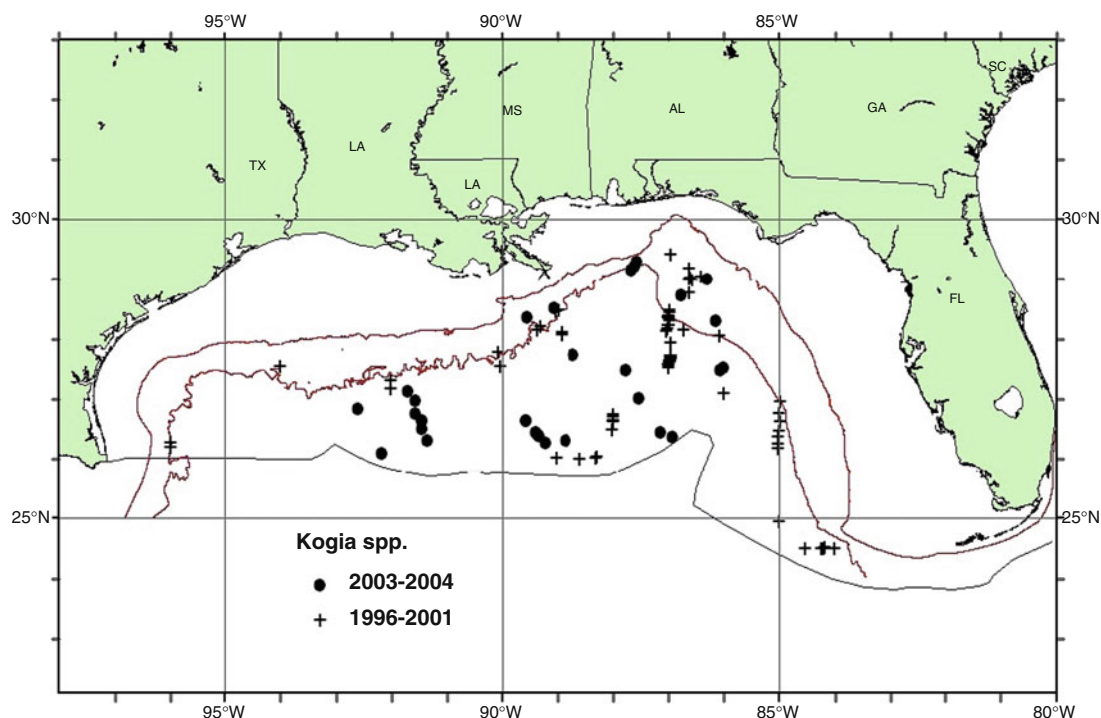 95°W 90°W 85°W
SC
MS AL GA
LA
TX
LA
30°N 30°N
FL
25°N 25°N
Kogia spp.
2003-2004
1996-2001
95°W 90°W 85°W 80°W